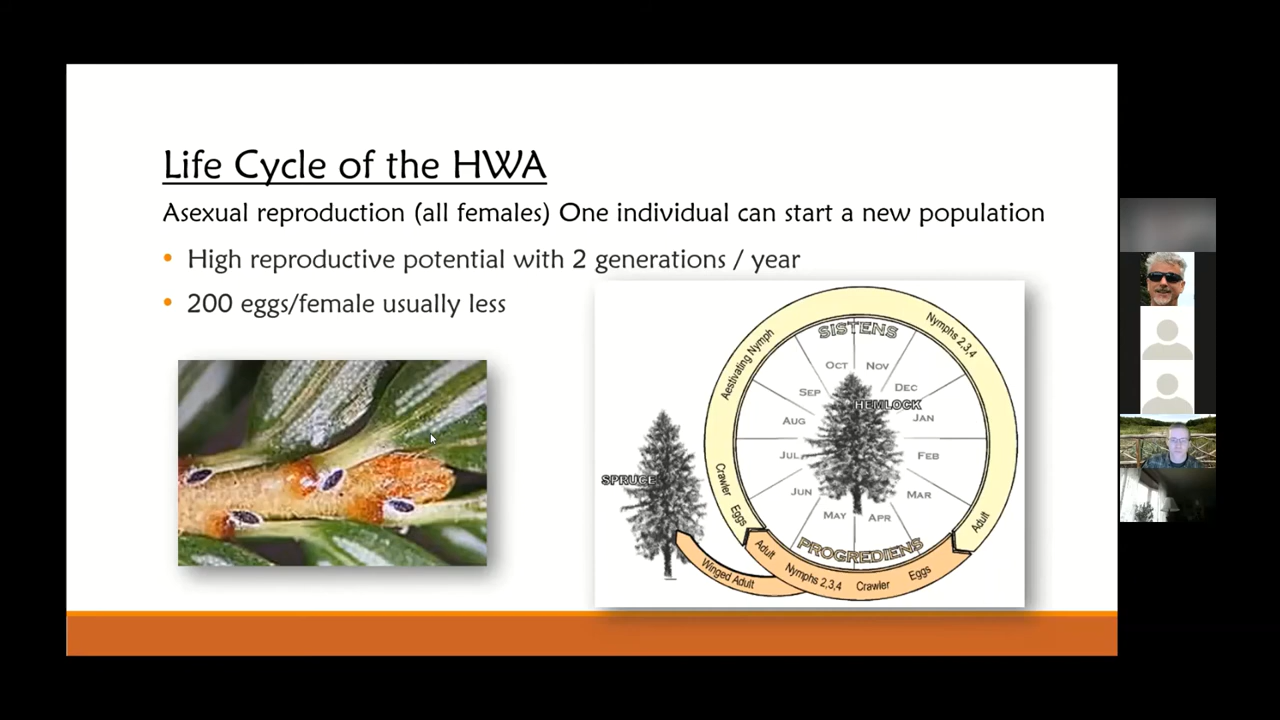 Life Cycle of the HWA
Asexual reproduction (all females) One individual can start a new population
• High reproductive potential with 2 generations / year
• 200 eggs/female usually less
SISTENS
Nymphs 2,3,4
Aestivating Nymph
OCT
NOV
SEP
DEC
HEMLOCK
AUG
JAN
JUL
FEB
SPRUCE
Crawler
Eggs
JUN
MAR
MAY
APR
Adult
PROGREDIENS
Adult
Winged Adult
Nymphs 2,3,4
Crawler
Eggs